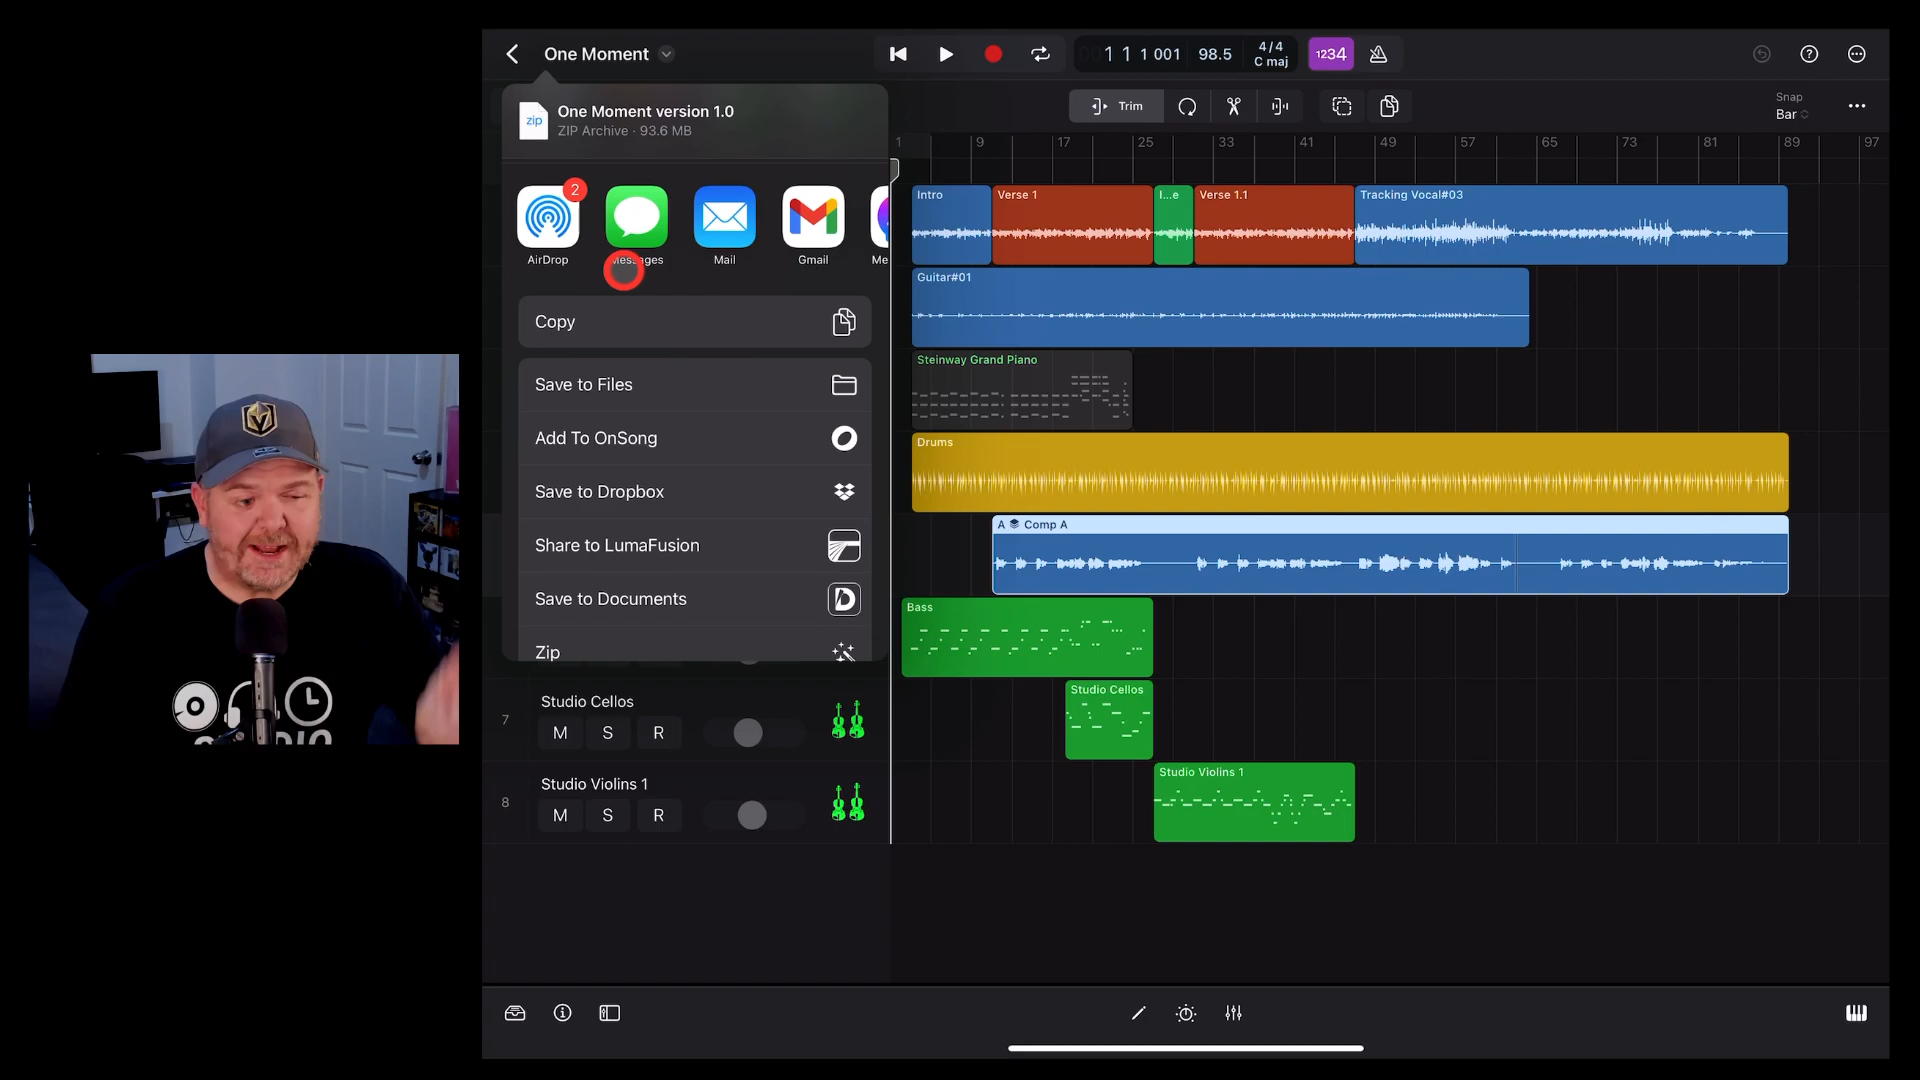 One Moment
1 1 1 001
98.5
4/4
C maj
1234
One Moment version 1.0
ZIP Archive · 93.6 MB
zip
Trim
Snap
Bar
1 9 17 25 33 41 49 57 65 73 81 89 97
2
AirDrop
Messages
Mail
Gmail
Me
Copy
Save to Files
Add To OnSong
Save to Dropbox
Share to LumaFusion
Save to Documents
Zip
7
Studio Cellos
M S R
8
Studio Violins 1
M S R
Intro
Verse 1
I...e
Verse 1.1
Tracking Vocal#03
Guitar#01
Steinway Grand Piano
Drums
A Comp A
Bass
Studio Cellos
Studio Violins 1